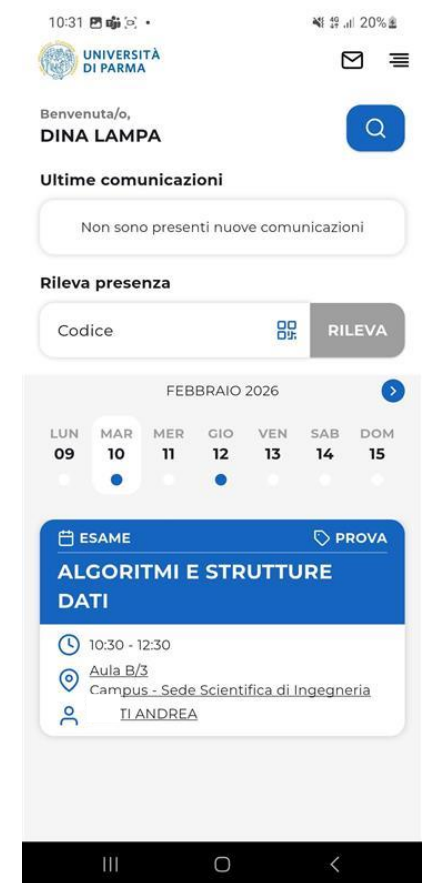 10:31
20%
UNIVERSITÀ
DI PARMA
Benvenuta/o,
DINA LAMPA
Ultime comunicazioni
Non sono presenti nuove comunicazioni
Rileva presenza
Codice RILEVA
FEBBRAIO 2026
LUN MAR MER GIO VEN SAB DOM
09 10 11 12 13 14 15
ESAME PROVA
ALGORITMI E STRUTTURE
DATI
10:30 - 12:30
Aula B/3
Campus - Sede Scientifica di Ingegneria
TI ANDREA